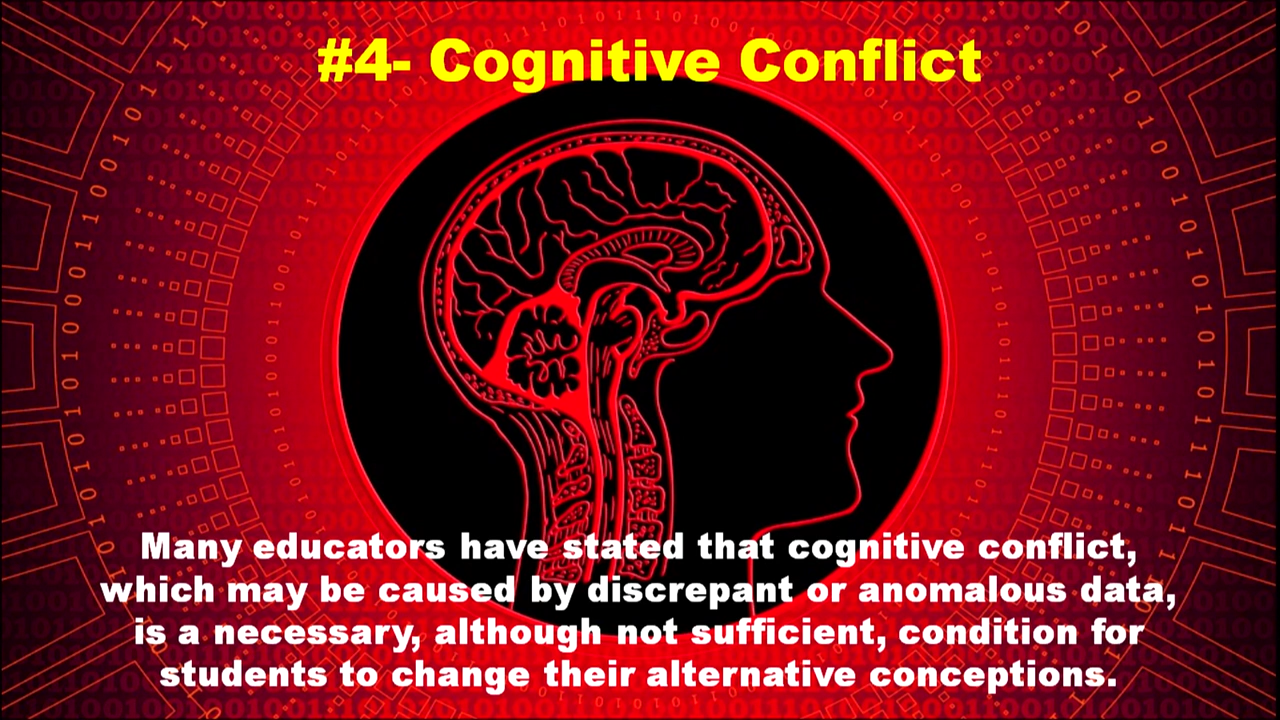 #4- Cognitive Conflict
Many educators have stated that cognitive conflict,
which may be caused by discrepant or anomalous data,
is a necessary, although not sufficient, condition for
students to change their alternative conceptions.